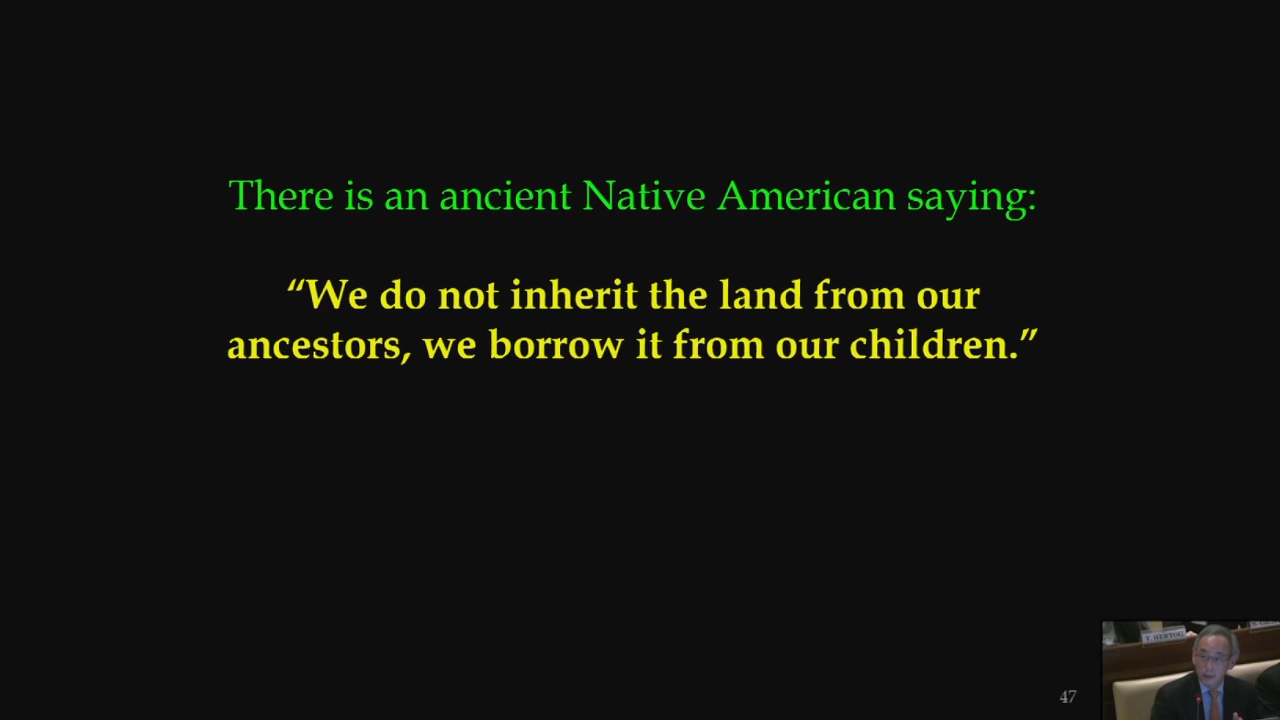 There is an ancient Native American saying:
“We do not inherit the land from our
ancestors, we borrow it from our children.”
T. HERTOG
47